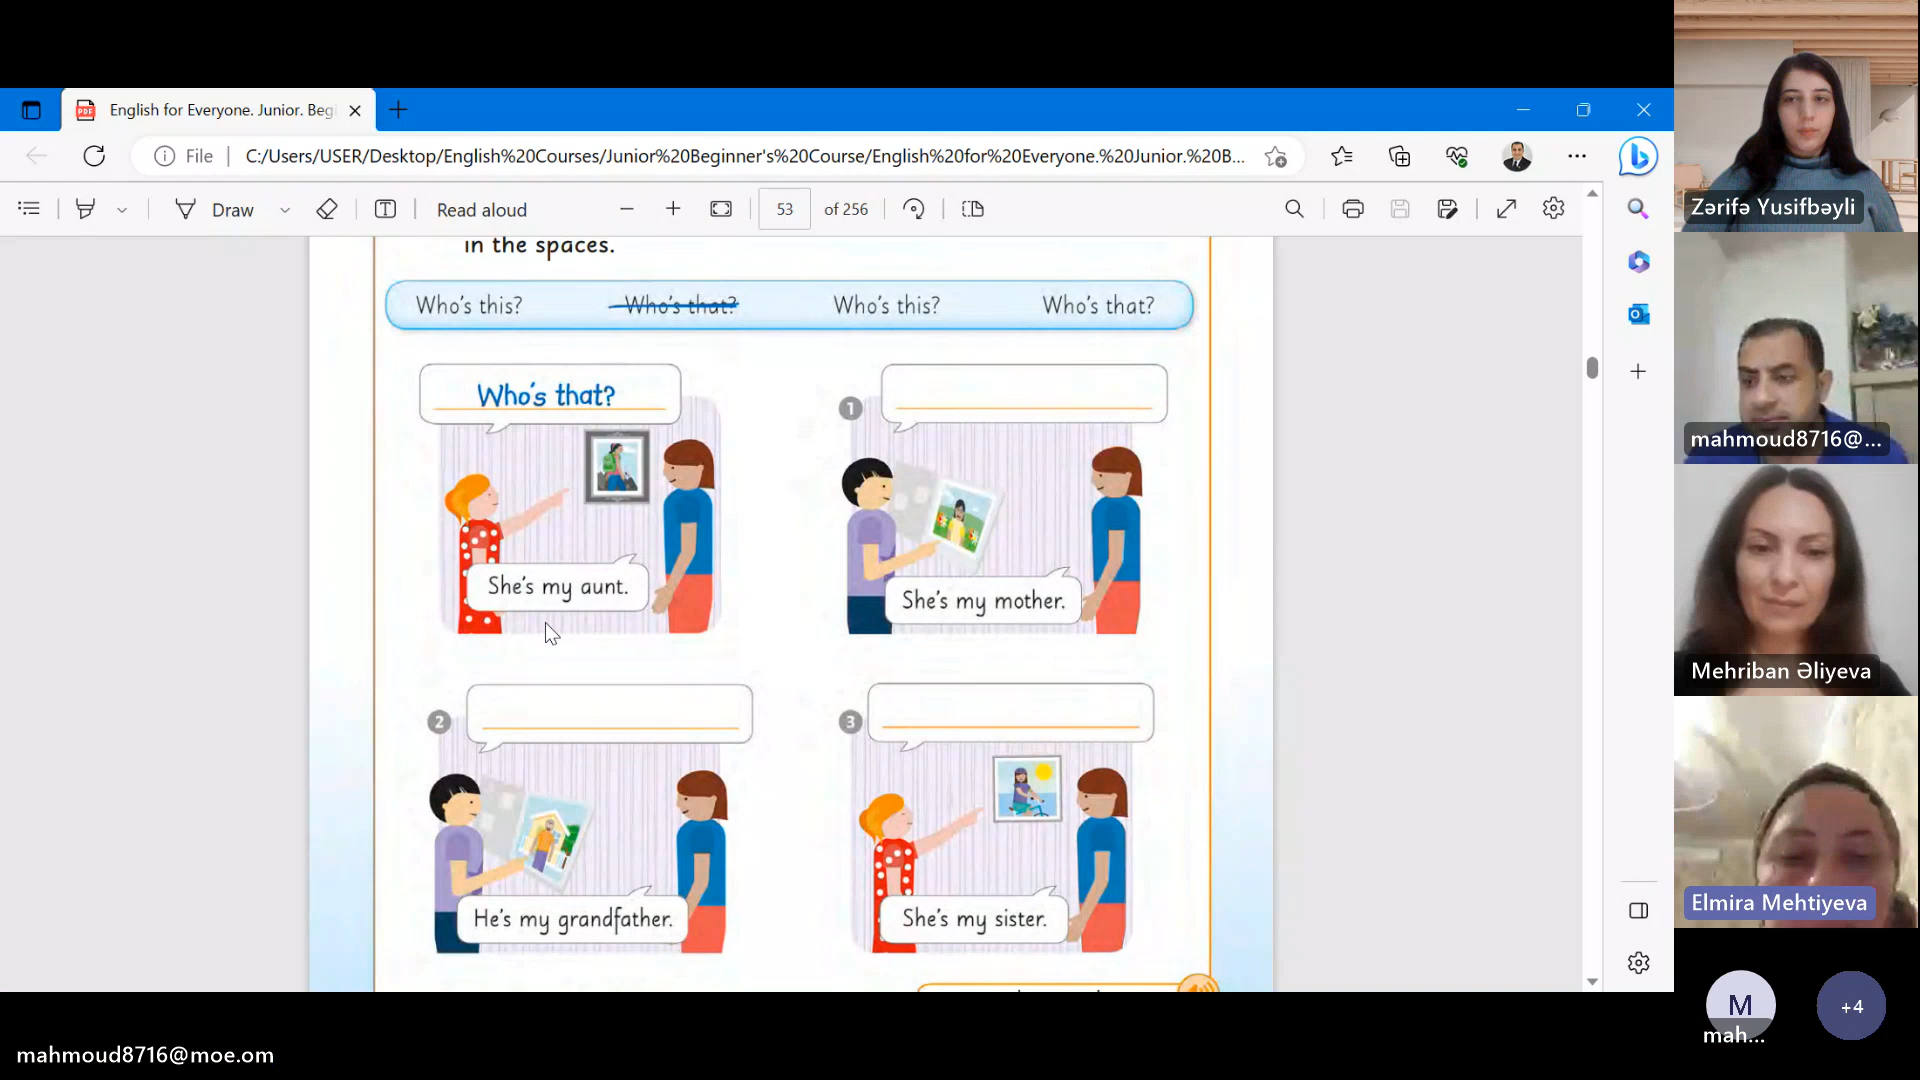 English for Everyone. Junior. Beg
File
C:/Users/USER/Desktop/English%20Courses/Junior%20Beginner's%20Course/English%20for%20Everyone.%20Junior.%20B...
Draw
Read aloud
53 of 256
in the spaces.
Who's this? Who's that? Who's this? Who's that?
Who's that?
She's my aunt.
1
She's my mother.
2
He's my grandfather.
3
She's my sister.
Zərifə Yusifbəyli
mahmoud8716@...
Mehriban Əliyeva
Elmira Mehtiyeva
M
mah...
+4
mahmoud8716@moe.om